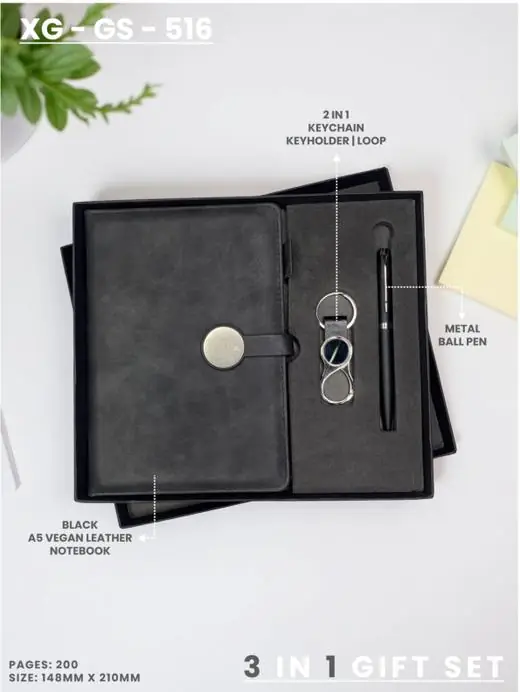 XG - GS - 516
2 IN 1
KEYCHAIN
KEYHOLDER | LOOP
METAL
BALL PEN
BLACK
A5 VEGAN LEATHER
NOTEBOOK
PAGES: 200
SIZE: 148MM X 210MM
3 IN 1 GIFT SET